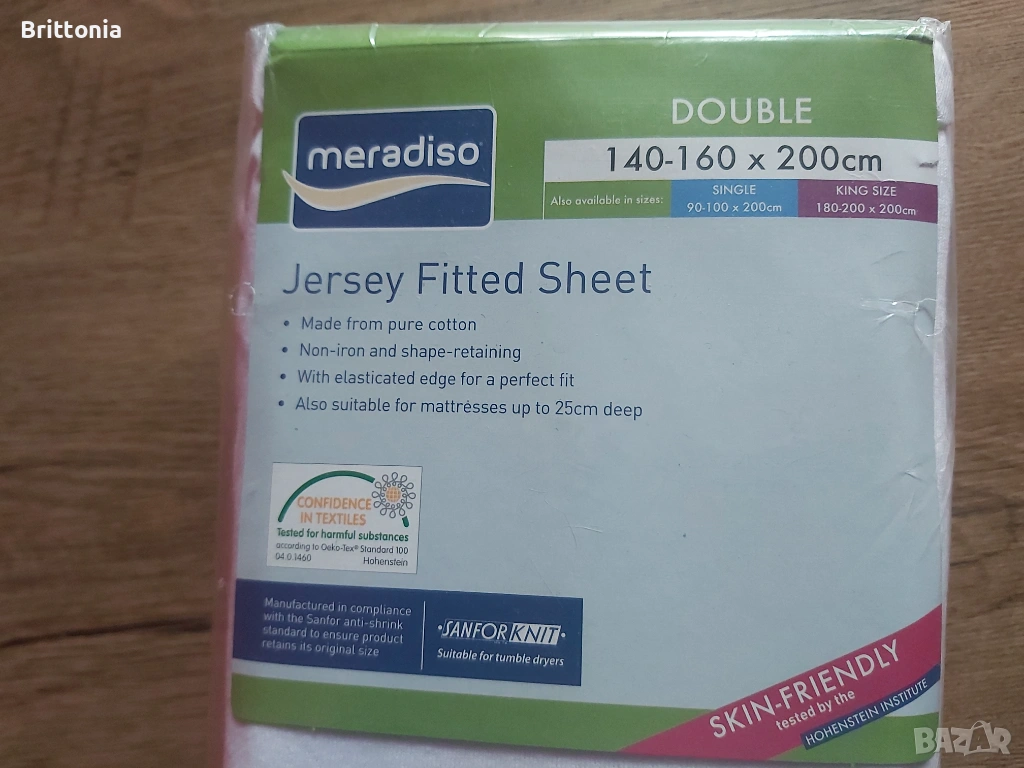 Brittonia
DOUBLE
meradiso
140-160 x 200cm
Also available in sizes:
SINGLE
90-100 x 200cm
KING SIZE
180-200 x 200cm
Jersey Fitted Sheet
• Made from pure cotton
• Non-iron and shape-retaining
• With elasticated edge for a perfect fit
• Also suitable for mattresses up to 25cm deep
CONFIDENCE
IN TEXTILES
Tested for harmful substances
according to Oeko-Tex® Standard 100
04.0.1460 Hohenstein
Manufactured in compliance
with the Sanfor anti-shrink
standard to ensure product
retains its original size
·SANFOR KNIT·
Suitable for tumble dryers
SKIN-FRIENDLY
tested by the
HOHENSTEIN INSTITUTE
BAZAR